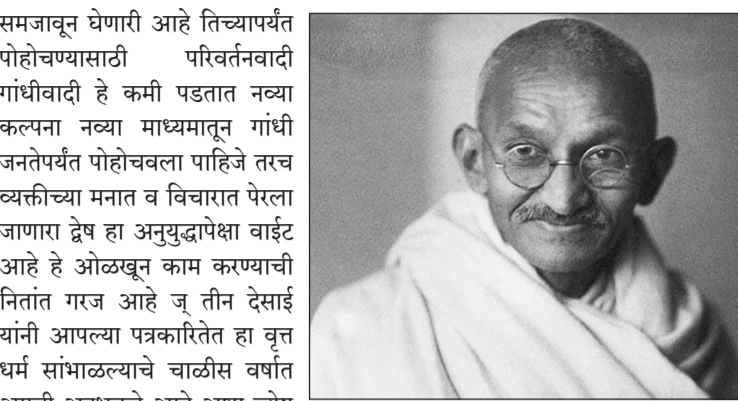 समजावून घेणारी आहे तिच्यापर्यंत
पोहोचण्यासाठी परिवर्तनवादी
गांधीवादी हे कमी पडतात नव्या
कल्पना नव्या माध्यमातून गांधी
जनतेपर्यंत पोहोचवला पाहिजे तरच
व्यक्तीच्या मनात व विचारात पेरला
जाणारा द्वेष हा अनुयुद्धापेक्षा वाईट
आहे हे ओळखून काम करण्याची
नितांत गरज आहे ज् तीन देसाई
यांनी आपल्या पत्रकारितेत हा वृत्त
धर्म सांभाळल्याचे चाळीस वर्षात